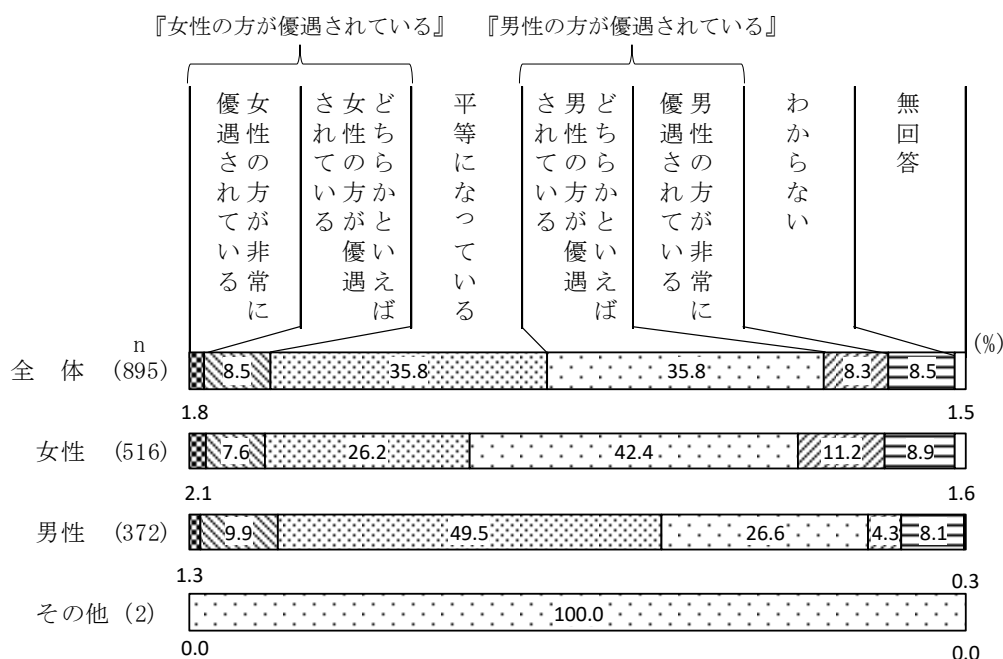 『女性の方が優遇されている』 『男性の方が優遇されている』
女性の方が非常に
優遇されている
どちらかといえば
女性の方が優遇
されている
平等になっている
どちらかといえば
男性の方が優遇
されている
男性の方が非常に
優遇されている
わからない
無回答
n
(%)
全 体 (895) 8.5 35.8 35.8 8.3 8.5
1.8 1.5
女性 (516) 7.6 26.2 42.4 11.2 8.9
2.1 1.6
男性 (372) 9.9 49.5 26.6 4.3 8.1
1.3 0.3
その他 (2) 100.0
0.0 0.0